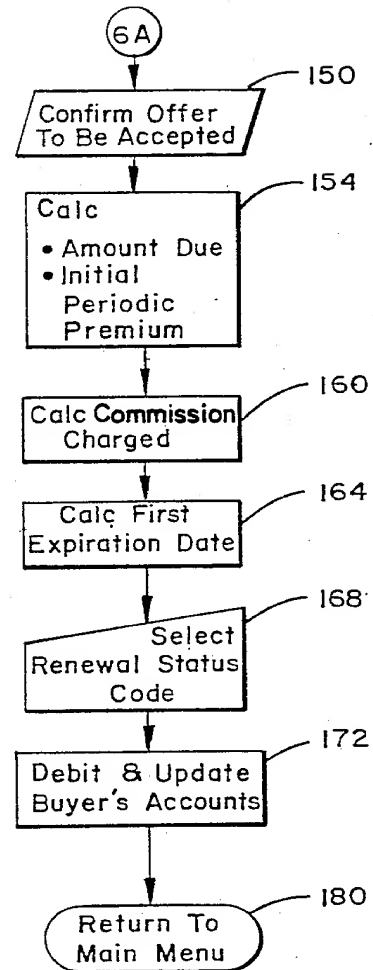 6A
150
Confirm Offer
To Be Accepted
154
Calc
• Amount Due
• Initial
Periodic
Premium
160
Calc Commission
Charged
164
Calc First
Expiration Date
168
Select
Renewal Status
Code
172
Debit & Update
Buyer's Accounts
180
Return To
Main Menu